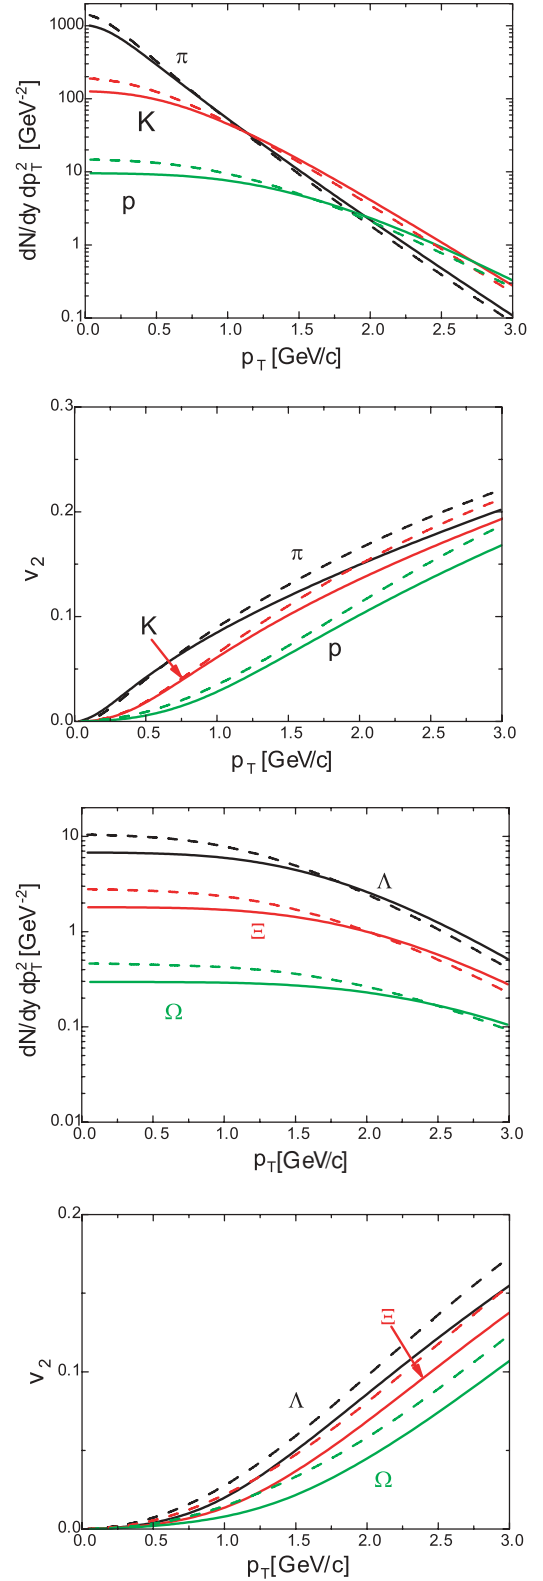 1000
100
10
1
0.1
dN/dy dp_T^2 [GeV^-2]
π
K
p
0.0 0.5 1.0 1.5 2.0 2.5 3.0
p_T [GeV/c]
0.3
0.2
0.1
0.0
v_2
π
K
p
0.0 0.5 1.0 1.5 2.0 2.5 3.0
p_T [GeV/c]
10
1
0.1
0.01
dN/dy dp_T^2 [GeV^-2]
Λ
Ξ
Ω
0.0 0.5 1.0 1.5 2.0 2.5 3.0
p_T[GeV/c]
0.2
0.1
0.0
v_2
Ξ
Λ
Ω
0.0 0.5 1.0 1.5 2.0 2.5 3.0
p_T[GeV/c]